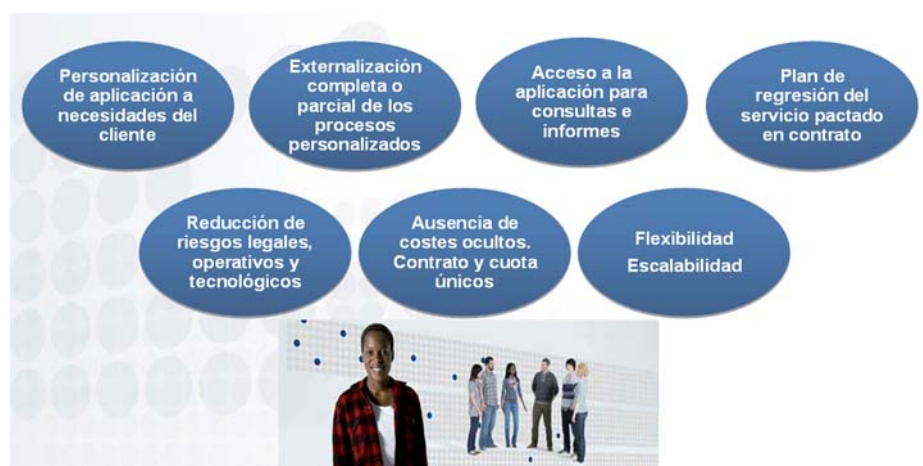 Personalización
de aplicación a
necesidades del
cliente
Externalización
completa o
parcial de los
procesos
personalizados
Acceso a la
aplicación para
consultas e
informes
Plan de
regresión del
servicio pactado
en contrato
Reducción de
riesgos legales,
operativos y
tecnológicos
Ausencia de
costes ocultos.
Contrato y cuota
únicos
Flexibilidad
Escalabilidad